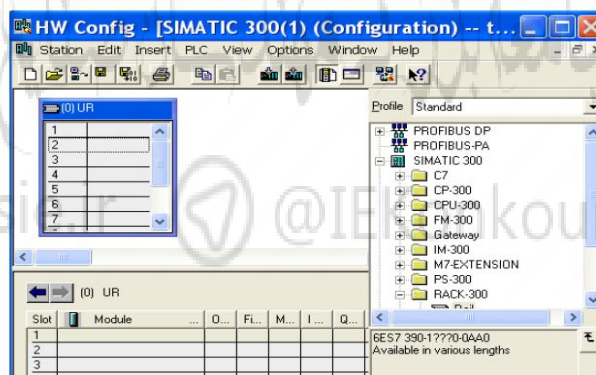 HW Config - [SIMATIC 300(1) (Configuration) -- t...
Station Edit Insert PLC View Options Window Help
(0) UR
1
2
3
4
5
6
7
Profile Standard
PROFIBUS DP
PROFIBUS-PA
SIMATIC 300
C7
CP-300
CPU-300
FM-300
Gateway
IM-300
M7-EXTENSION
PS-300
RACK-300
Rail
(0) UR
Slot Module ... O... Fi... M... I ... Q...
1
2
3
6ES7 390-1???0-0AA0
Available in various lengths